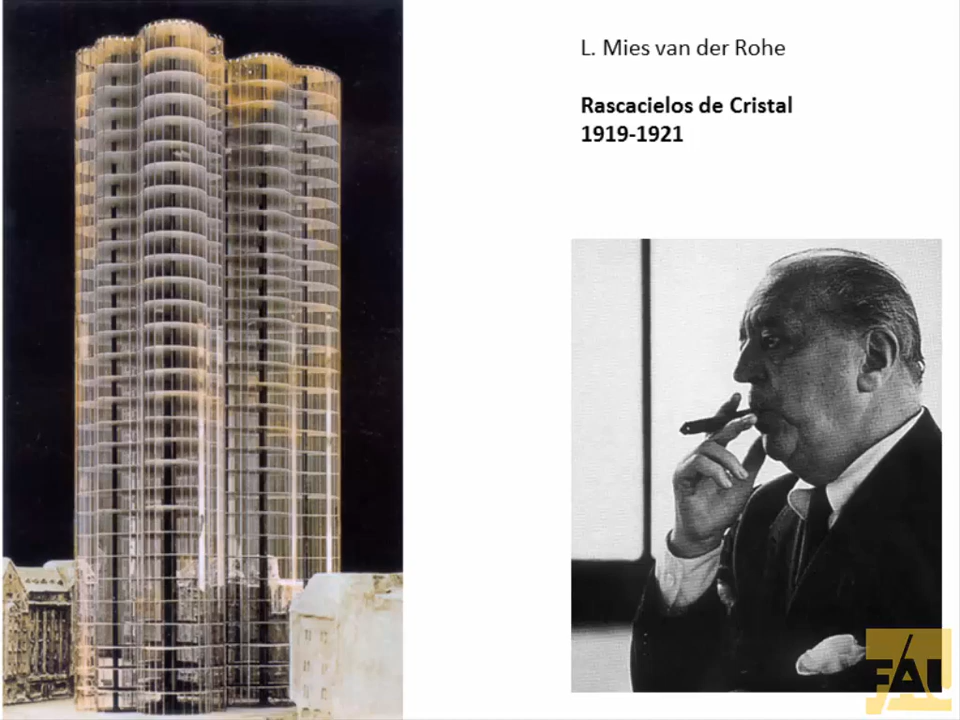 L. Mies van der Rohe
Rascacielos de Cristal
1919-1921
FAU